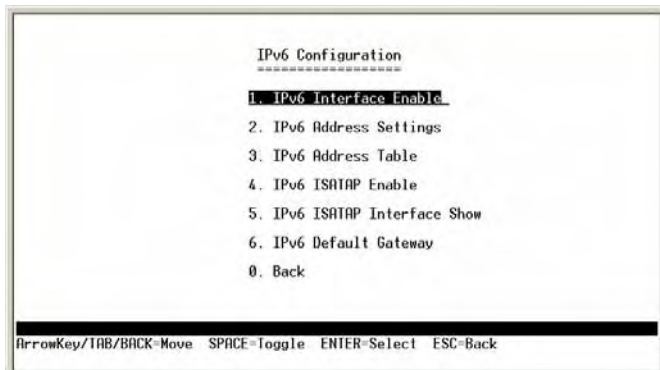 IPv6 Configuration
==================
1. IPv6 Interface Enable
2. IPv6 Address Settings
3. IPv6 Address Table
4. IPv6 ISATAP Enable
5. IPv6 ISATAP Interface Show
6. IPv6 Default Gateway
0. Back
ArrowKey/TAB/BACK=Move SPACE=Toggle ENTER=Select ESC=Back